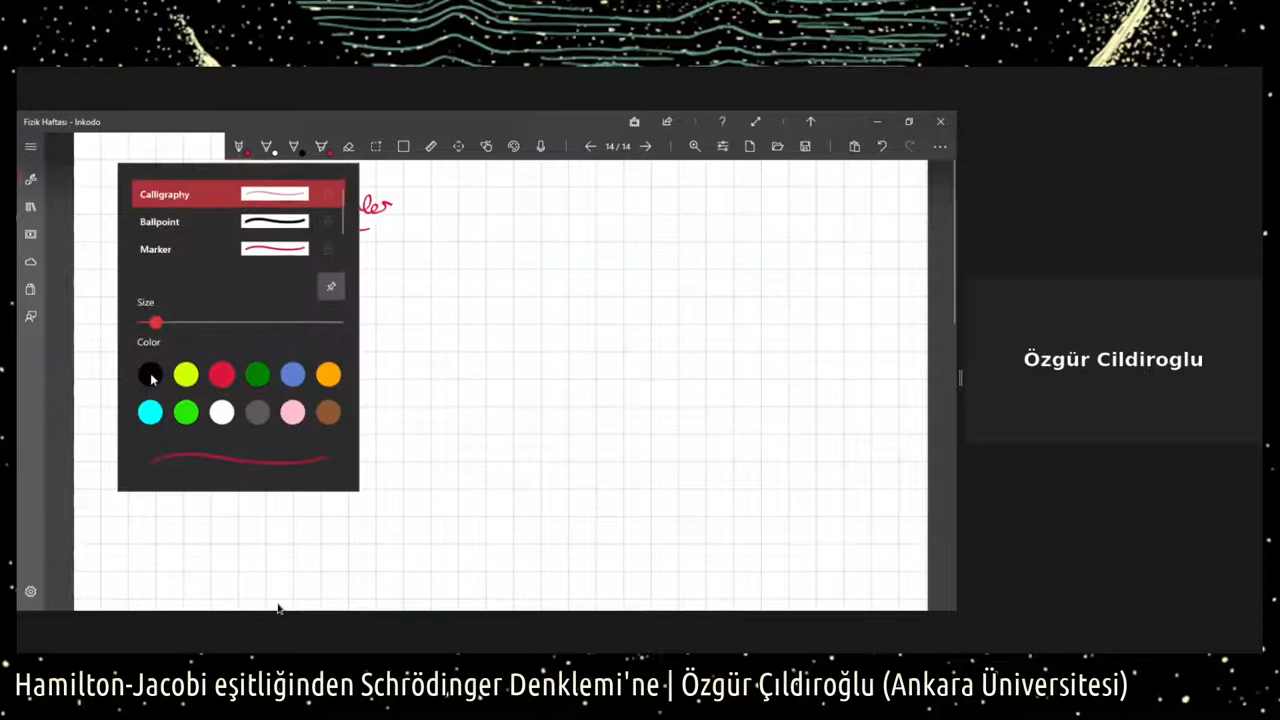 Fizik Haftası - Inkodo
14 / 14
Calligraphy
Ballpoint
Marker
Size
Color
ler
Özgür Cildiroglu
Hamilton-Jacobi eşitliğinden Schrödinger Denklemi'ne | Özgür Çıldıroğlu (Ankara Üniversitesi)